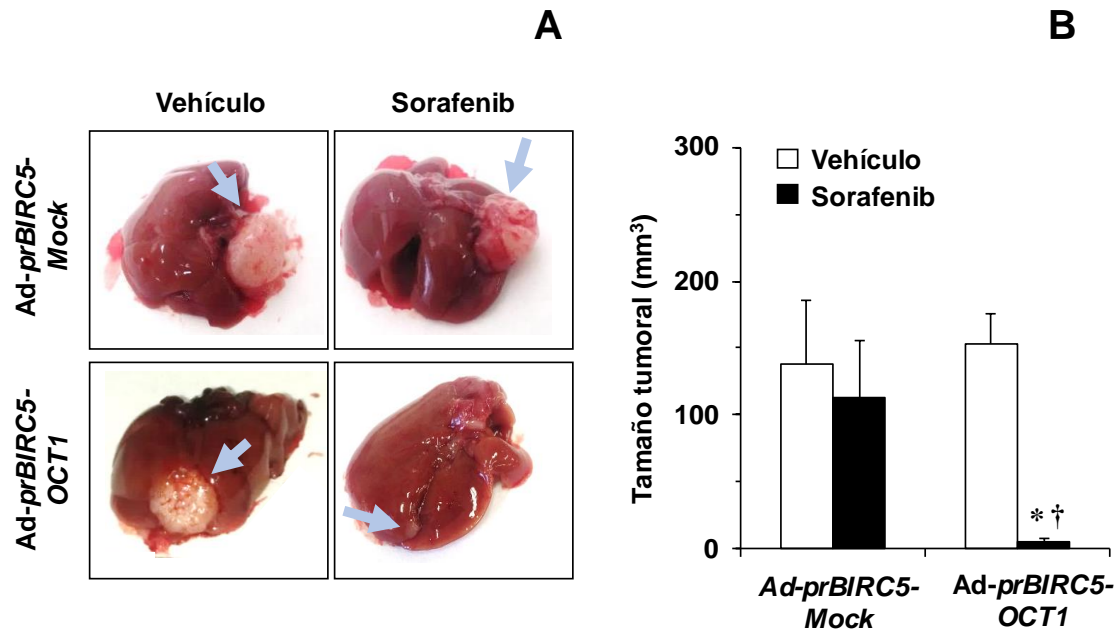 A
Vehículo
Sorafenib
Ad-prBIRC5-
Mock
Ad-prBIRC5-
OCT1
B
Tamaño tumoral (mm³)
300
200
100
0
Vehículo
Sorafenib
* †
Ad-prBIRC5-
Mock
Ad-prBIRC5-
OCT1